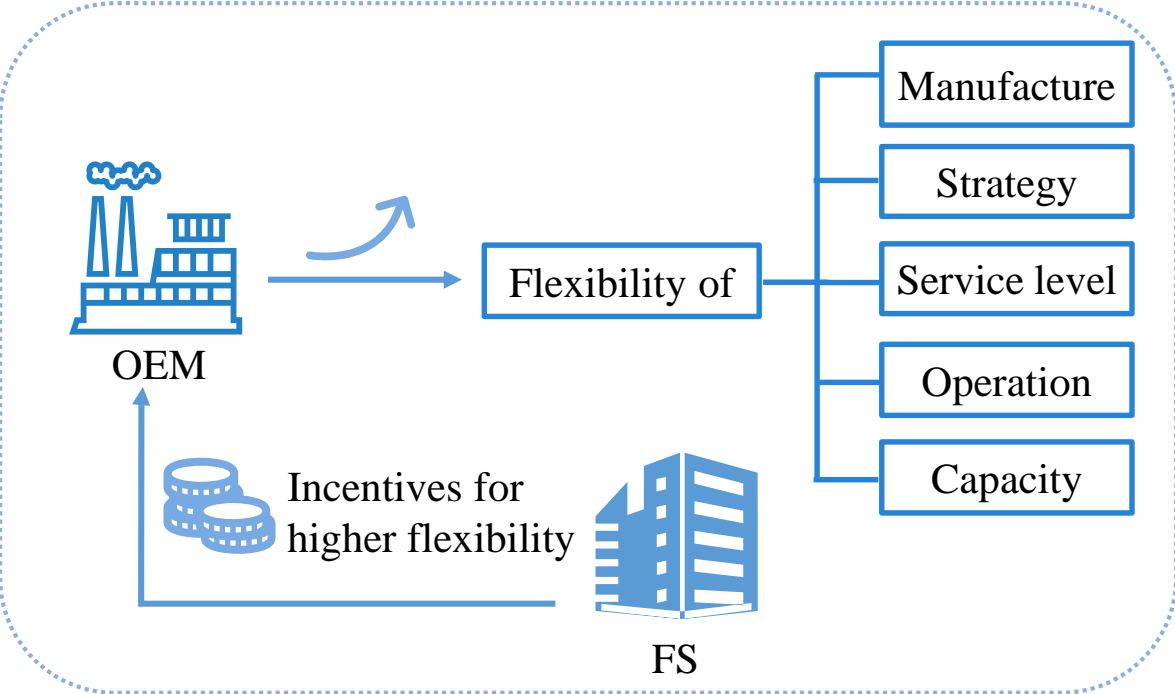 OEM
Flexibility of
Manufacture
Strategy
Service level
Operation
Capacity
Incentives for
higher flexibility
FS